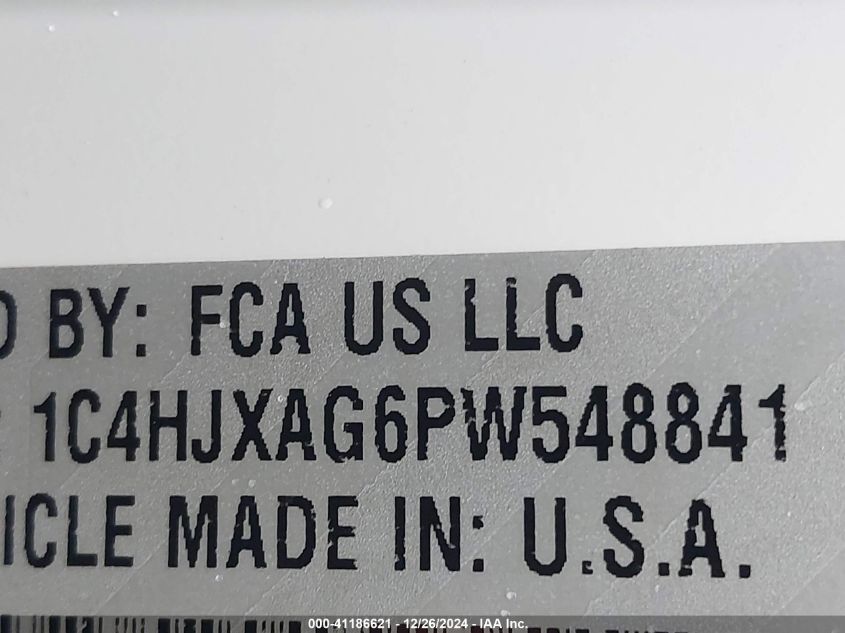 D BY: FCA US LLC
: 1C4HJXAG6PW548841
ICLE MADE IN: U.S.A.
000-41186621 - 12/26/2024 - IAA Inc.